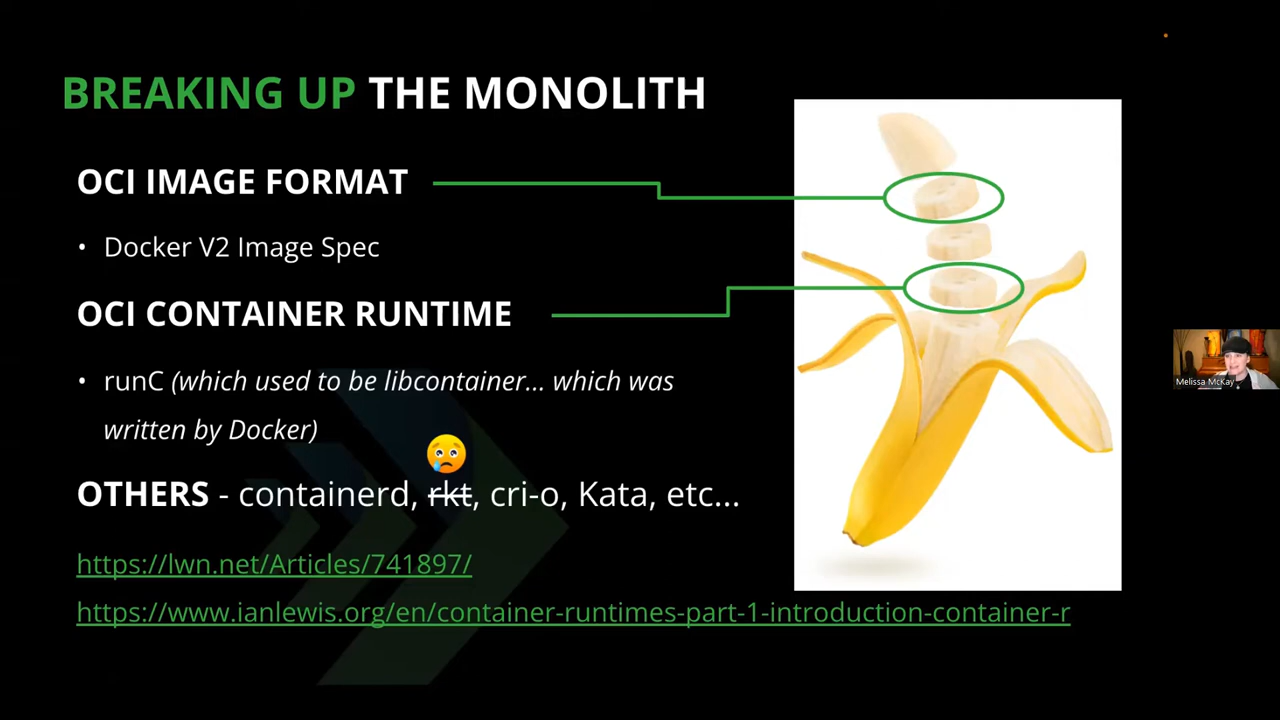 BREAKING UP THE MONOLITH
OCI IMAGE FORMAT
• Docker V2 Image Spec
OCI CONTAINER RUNTIME
• runC (which used to be libcontainer... which was
written by Docker)
OTHERS - containerd, rkt, cri-o, Kata, etc...
https://lwn.net/Articles/741897/
https://www.ianlewis.org/en/container-runtimes-part-1-introduction-container-r
Melissa McKay